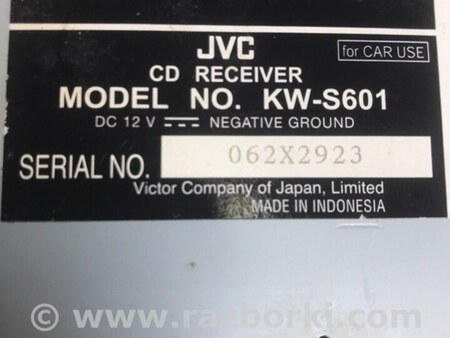 JVC
for CAR USE
CD RECEIVER
MODEL NO. KW-S601
DC 12 V ⎓ NEGATIVE GROUND
SERIAL NO. 062X2923
Victor Company of Japan, Limited
MADE IN INDONESIA
© www.razborki.com